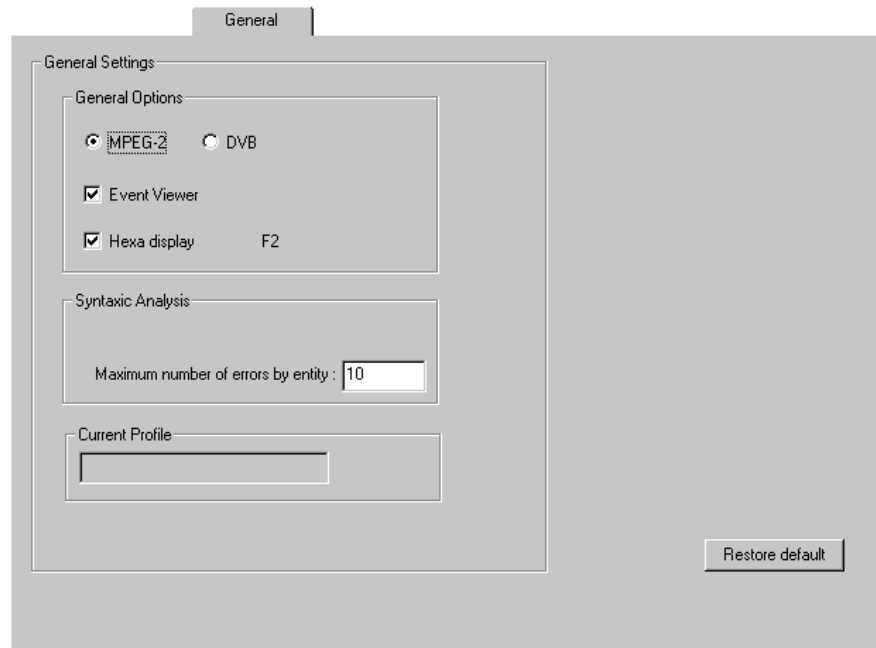 General
General Settings
General Options
MPEG-2 DVB
Event Viewer
Hexa display F2
Syntaxic Analysis
Maximum number of errors by entity : 10
Current Profile
Restore default